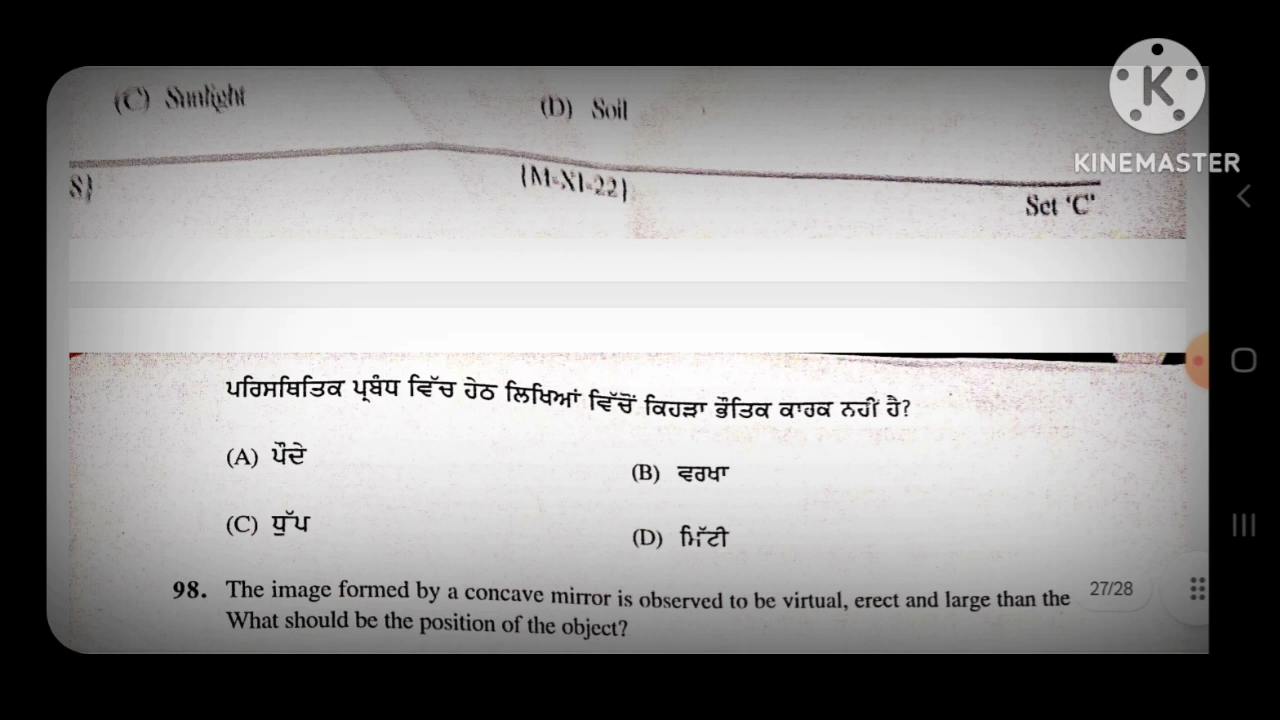 (C) Sunlight
(D) Soil
8}
{M-XI-22}
Set 'C'
KINEMASTER
ਪਰਿਸਥਿਤਿਕ ਪ੍ਰਬੰਧ ਵਿੱਚ ਹੇਠ ਲਿਖਿਆਂ ਵਿੱਚੋਂ ਕਿਹੜਾ ਭੌਤਿਕ ਕਾਰਕ ਨਹੀਂ ਹੈ?
(A) ਪੌਦੇ
(B) ਵਰਖਾ
(C) ਧੁੱਪ
(D) ਮਿੱਟੀ
98. The image formed by a concave mirror is observed to be virtual, erect and large than the
What should be the position of the object?
27/28